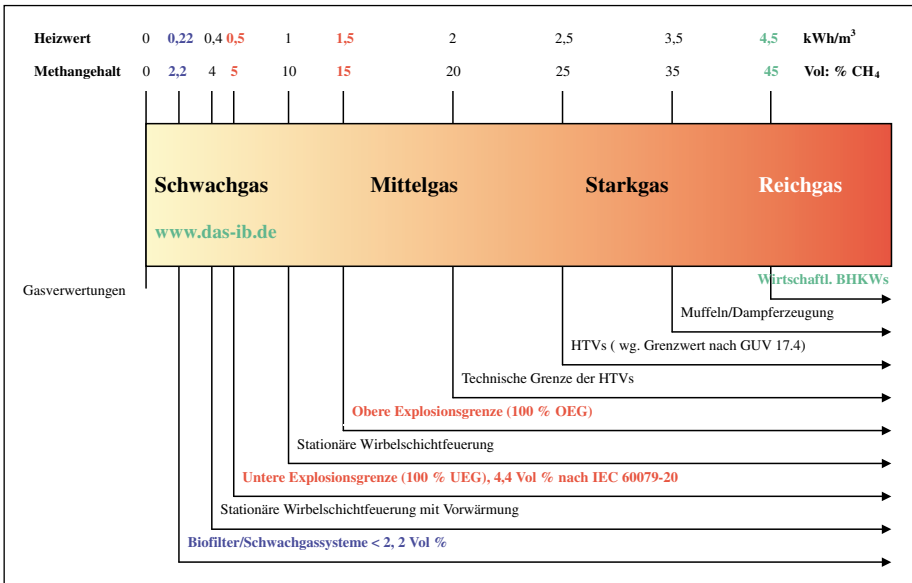 Heizwert 0 0,22 0,4 0,5 1 1,5 2 2,5 3,5 4,5 kWh/m³
Methangehalt 0 2,2 4 5 10 15 20 25 35 45 Vol: % CH₄
Schwachgas Mittelgas Starkgas Reichgas
www.das-ib.de
Wirtschaftl. BHKWs
Gasverwertungen
Muffeln/Dampferzeugung
HTVs ( wg. Grenzwert nach GUV 17.4)
Technische Grenze der HTVs
Obere Explosionsgrenze (100 % OEG)
Stationäre Wirbelschichtfeuerung
Untere Explosionsgrenze (100 % UEG), 4,4 Vol % nach IEC 60079-20
Stationäre Wirbelschichtfeuerung mit Vorwärmung
Biofilter/Schwachgassysteme < 2, 2 Vol %